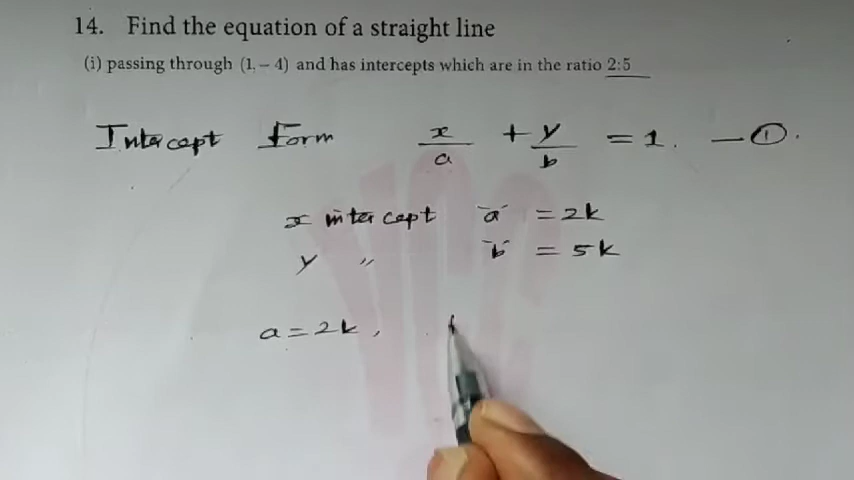 14. Find the equation of a straight line
(i) passing through (1, – 4) and has intercepts which are in the ratio 2:5
Intercept Form x/a + y/b = 1. — ①.
x intercept "a" = 2k
y " "b" = 5k
a = 2k,